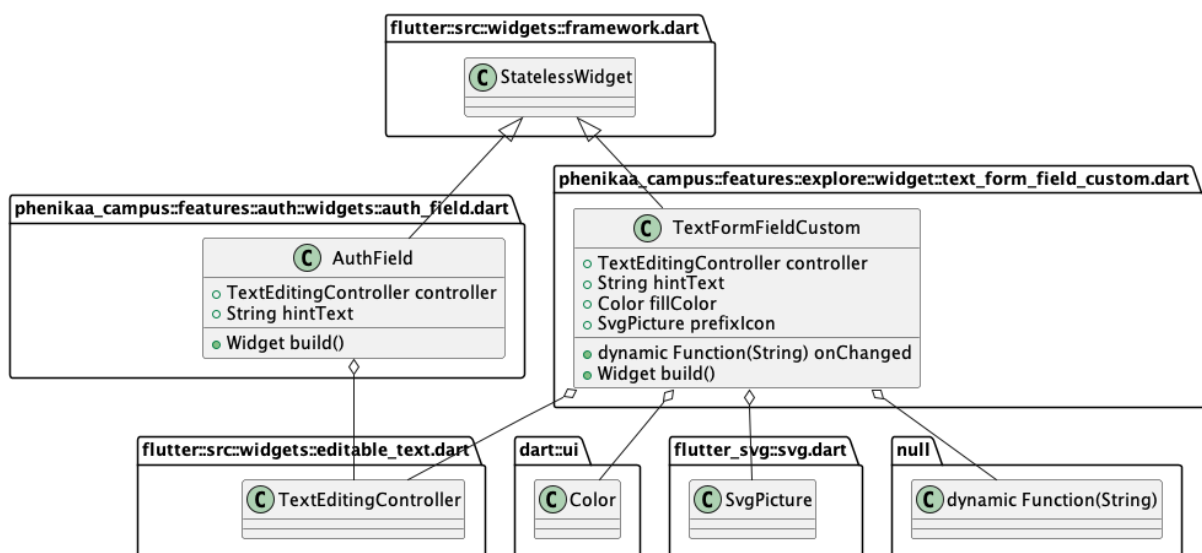 flutter::src::widgets::framework.dart
C StatelessWidget
phenikaa_campus::features::auth::widgets::auth_field.dart
C AuthField
TextEditingController controller
String hintText
Widget build()
phenikaa_campus::features::explore::widget::text_form_field_custom.dart
C TextFormFieldCustom
TextEditingController controller
String hintText
Color fillColor
SvgPicture prefixIcon
dynamic Function(String) onChanged
Widget build()
flutter::src::widgets::editable_text.dart
C TextEditingController
dart::ui
C Color
flutter_svg::svg.dart
C SvgPicture
null
C dynamic Function(String)